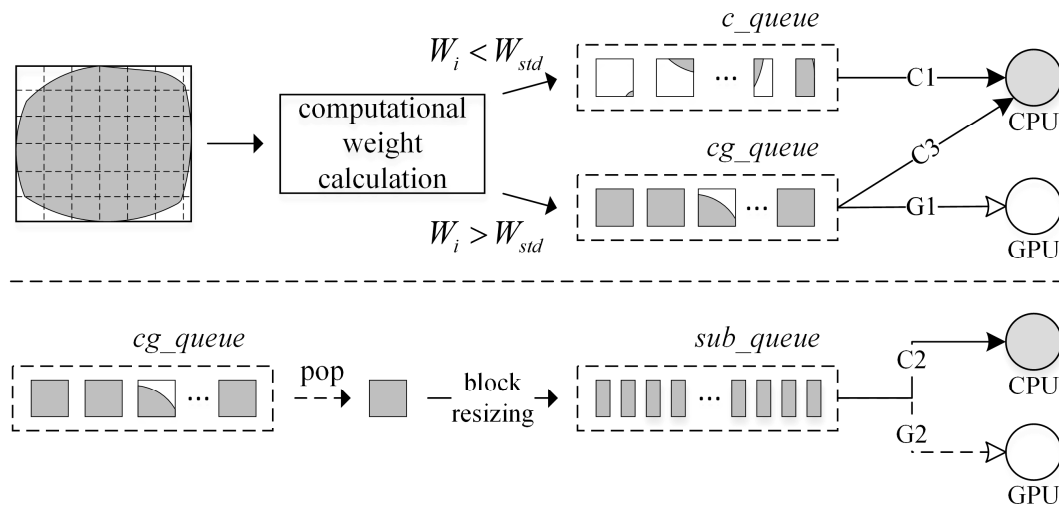 c_queue
W_i < W_std
C1
CPU
computational
weight
calculation
cg_queue
C3
G1
W_i > W_std
GPU
cg_queue
pop
block
resizing
sub_queue
C2
CPU
G2
GPU